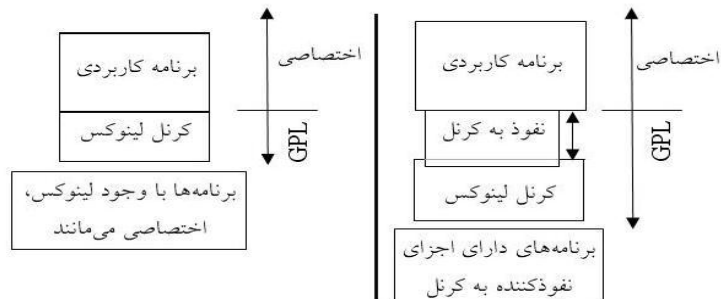 برنامه کاربردی
کرنل لینوکس
اختصاصی
GPL
برنامه‌ها با وجود لینوکس،
اختصاصی می‌مانند
برنامه کاربردی
نفوذ به کرنل
کرنل لینوکس
اختصاصی
GPL
برنامه‌های دارای اجزای
نفوذکننده به کرنل